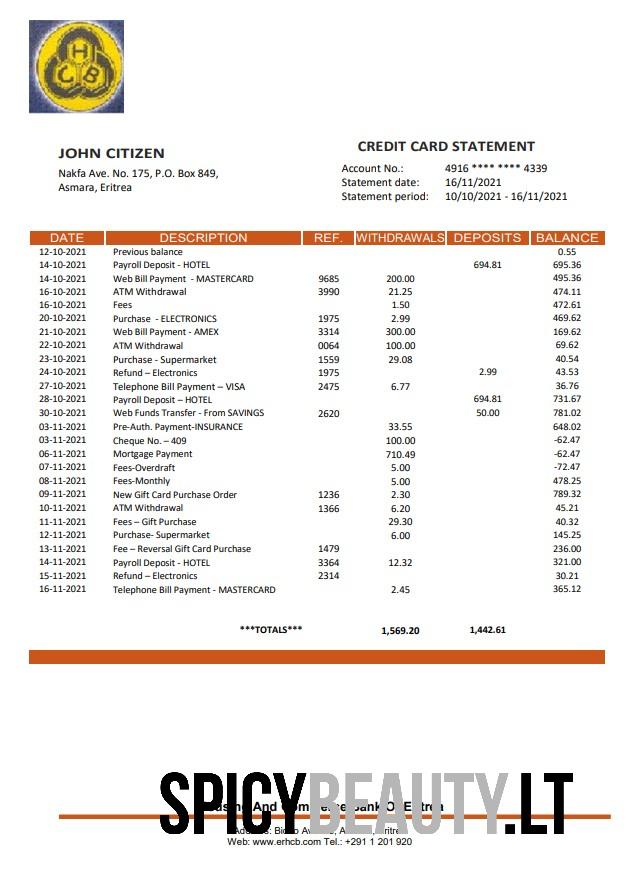 H
C B
JOHN CITIZEN
Nakfa Ave. No. 175, P.O. Box 849,
Asmara, Eritrea
CREDIT CARD STATEMENT
Account No.: 4916 **** **** 4339
Statement date: 16/11/2021
Statement period: 10/10/2021 - 16/11/2021
DATE DESCRIPTION REF. WITHDRAWALS DEPOSITS BALANCE
12-10-2021 Previous balance 0.55
14-10-2021 Payroll Deposit - HOTEL 694.81 695.36
14-10-2021 Web Bill Payment - MASTERCARD 9685 200.00 495.36
16-10-2021 ATM Withdrawal 3990 21.25 474.11
16-10-2021 Fees 1.50 472.61
20-10-2021 Purchase - ELECTRONICS 1975 2.99 469.62
21-10-2021 Web Bill Payment - AMEX 3314 300.00 169.62
22-10-2021 ATM Withdrawal 0064 100.00 69.62
23-10-2021 Purchase - Supermarket 1559 29.08 40.54
24-10-2021 Refund – Electronics 1975 2.99 43.53
27-10-2021 Telephone Bill Payment – VISA 2475 6.77 36.76
28-10-2021 Payroll Deposit – HOTEL 694.81 731.67
30-10-2021 Web Funds Transfer - From SAVINGS 2620 50.00 781.02
03-11-2021 Pre-Auth. Payment-INSURANCE 33.55 648.02
03-11-2021 Cheque No. – 409 100.00 -62.47
06-11-2021 Mortgage Payment 710.49 -62.47
07-11-2021 Fees-Overdraft 5.00 -72.47
08-11-2021 Fees-Monthly 5.00 478.25
09-11-2021 New Gift Card Purchase Order 1236 2.30 789.32
10-11-2021 ATM Withdrawal 1366 6.20 45.21
11-11-2021 Fees – Gift Purchase 29.30 40.32
12-11-2021 Purchase- Supermarket 6.00 145.25
13-11-2021 Fee – Reversal Gift Card Purchase 1479 236.00
14-11-2021 Payroll Deposit - HOTEL 3364 12.32 321.00
15-11-2021 Refund – Electronics 2314 30.21
16-11-2021 Telephone Bill Payment - MASTERCARD 2.45 365.12
***TOTALS*** 1,569.20 1,442.61
SPICYBEAUTY.LT
And Bank
Web: www.erhcb.com Tel.: +291 1 201 920